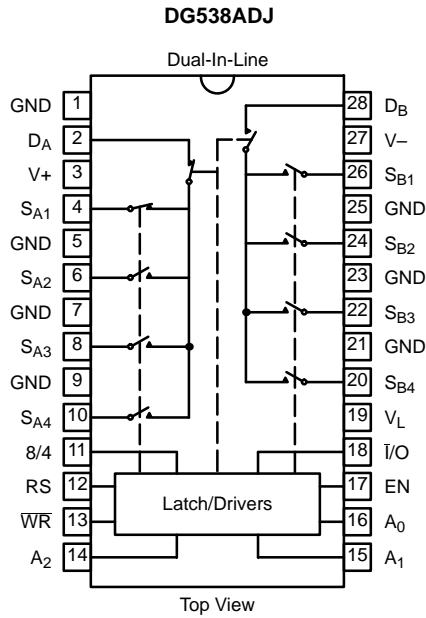 DG538ADJ
Dual-In-Line
GND 1 28 D_B
D_A 2 27 V–
V+ 3 26 S_B1
S_A1 4 25 GND
GND 5 24 S_B2
S_A2 6 23 GND
GND 7 22 S_B3
S_A3 8 21 GND
GND 9 20 S_B4
S_A4 10 19 V_L
8/4 11 18 I̅/O
RS 12 17 EN
Latch/Drivers
W̅R̅ 13 16 A_0
A_2 14 15 A_1
Top View